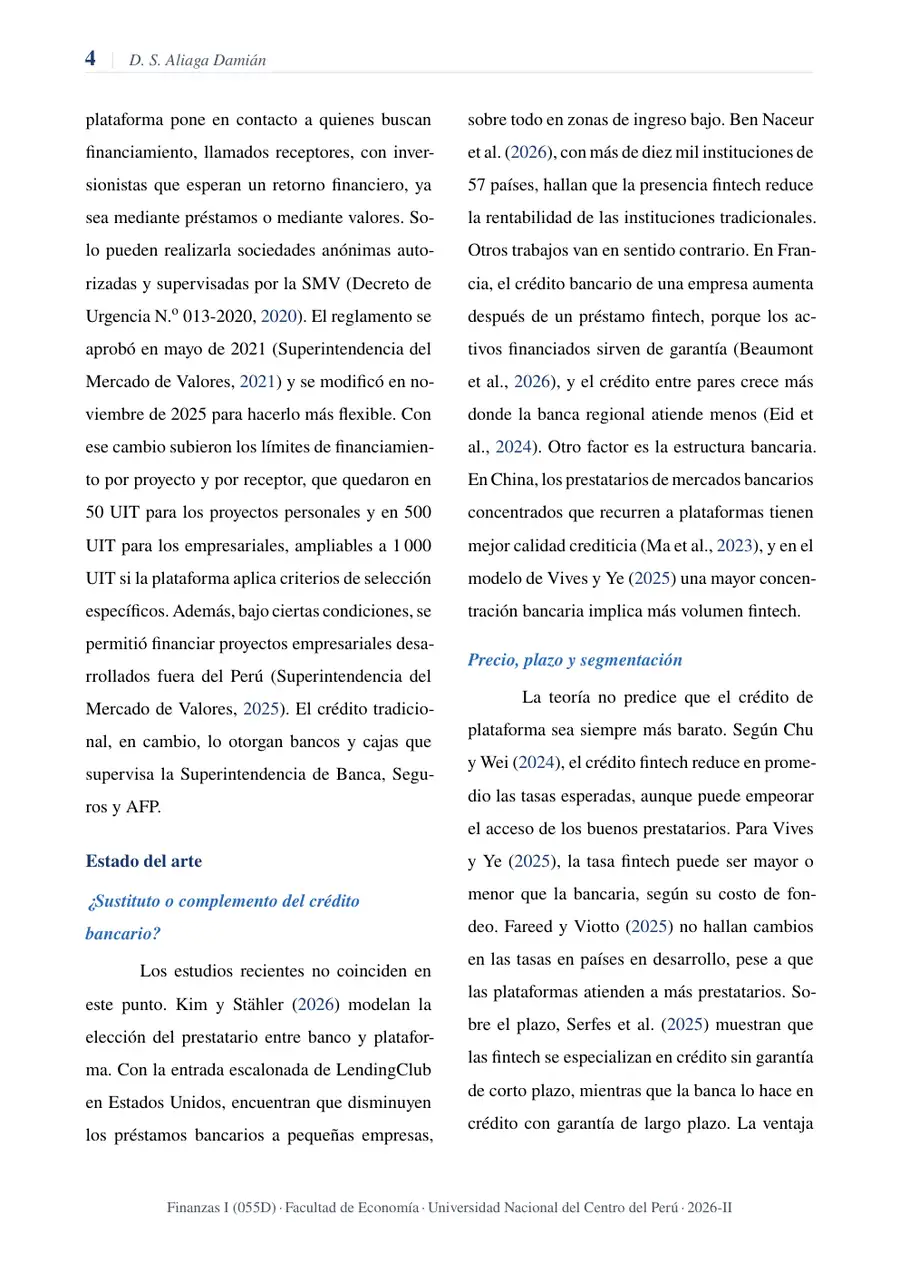 4 D. S. Aliaga Damián
plataforma pone en contacto a quienes buscan
financiamiento, llamados receptores, con inver-
sionistas que esperan un retorno financiero, ya
sea mediante préstamos o mediante valores. So-
lo pueden realizarla sociedades anónimas auto-
rizadas y supervisadas por la SMV (Decreto de
Urgencia N.º 013-2020, 2020). El reglamento se
aprobó en mayo de 2021 (Superintendencia del
Mercado de Valores, 2021) y se modificó en no-
viembre de 2025 para hacerlo más flexible. Con
ese cambio subieron los límites de financiamien-
to por proyecto y por receptor, que quedaron en
50 UIT para los proyectos personales y en 500
UIT para los empresariales, ampliables a 1 000
UIT si la plataforma aplica criterios de selección
específicos. Además, bajo ciertas condiciones, se
permitió financiar proyectos empresariales desa-
rrollados fuera del Perú (Superintendencia del
Mercado de Valores, 2025). El crédito tradicio-
nal, en cambio, lo otorgan bancos y cajas que
supervisa la Superintendencia de Banca, Segu-
ros y AFP.
Estado del arte
¿Sustituto o complemento del crédito
bancario?
Los estudios recientes no coinciden en
este punto. Kim y Stähler (2026) modelan la
elección del prestatario entre banco y platafor-
ma. Con la entrada escalonada de LendingClub
en Estados Unidos, encuentran que disminuyen
los préstamos bancarios a pequeñas empresas,
sobre todo en zonas de ingreso bajo. Ben Naceur
et al. (2026), con más de diez mil instituciones de
57 países, hallan que la presencia fintech reduce
la rentabilidad de las instituciones tradicionales.
Otros trabajos van en sentido contrario. En Fran-
cia, el crédito bancario de una empresa aumenta
después de un préstamo fintech, porque los ac-
tivos financiados sirven de garantía (Beaumont
et al., 2026), y el crédito entre pares crece más
donde la banca regional atiende menos (Eid et
al., 2024). Otro factor es la estructura bancaria.
En China, los prestatarios de mercados bancarios
concentrados que recurren a plataformas tienen
mejor calidad crediticia (Ma et al., 2023), y en el
modelo de Vives y Ye (2025) una mayor concen-
tración bancaria implica más volumen fintech.
Precio, plazo y segmentación
La teoría no predice que el crédito de
plataforma sea siempre más barato. Según Chu
y Wei (2024), el crédito fintech reduce en prome-
dio las tasas esperadas, aunque puede empeorar
el acceso de los buenos prestatarios. Para Vives
y Ye (2025), la tasa fintech puede ser mayor o
menor que la bancaria, según su costo de fon-
deo. Fareed y Viotto (2025) no hallan cambios
en las tasas en países en desarrollo, pese a que
las plataformas atienden a más prestatarios. So-
bre el plazo, Serfes et al. (2025) muestran que
las fintech se especializan en crédito sin garantía
de corto plazo, mientras que la banca lo hace en
crédito con garantía de largo plazo. La ventaja
Finanzas I (055D) · Facultad de Economía · Universidad Nacional del Centro del Perú · 2026-II